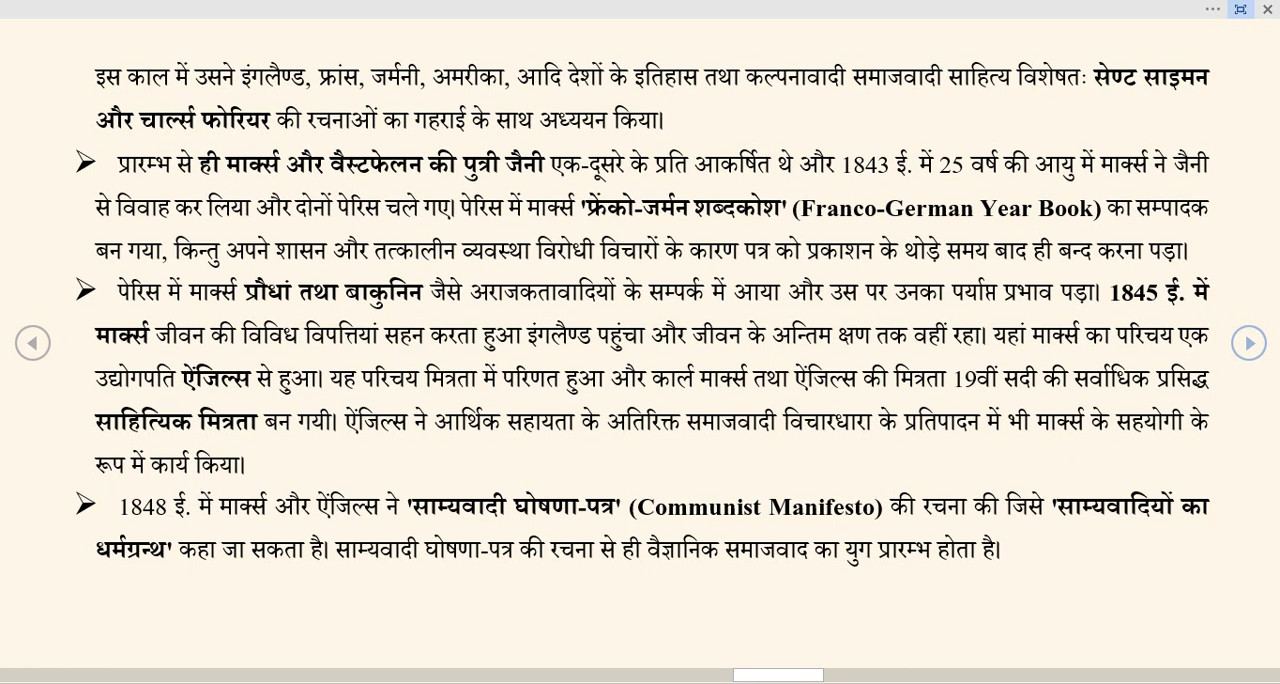 इस काल में उसने इंगलैण्ड, फ्रांस, जर्मनी, अमरीका, आदि देशों के इतिहास तथा कल्पनावादी समाजवादी साहित्य विशेषतः सेण्ट साइमन
और चार्ल्स फोरियर की रचनाओं का गहराई के साथ अध्ययन किया।
➢ प्रारम्भ से ही मार्क्स और वैस्टफेलन की पुत्री जैनी एक-दूसरे के प्रति आकर्षित थे और 1843 ई. में 25 वर्ष की आयु में मार्क्स ने जैनी
से विवाह कर लिया और दोनों पेरिस चले गए। पेरिस में मार्क्स 'फ्रेंको-जर्मन शब्दकोश' (Franco-German Year Book) का सम्पादक
बन गया, किन्तु अपने शासन और तत्कालीन व्यवस्था विरोधी विचारों के कारण पत्र को प्रकाशन के थोड़े समय बाद ही बन्द करना पड़ा।
➢ पेरिस में मार्क्स प्रौधां तथा बाकुनिन जैसे अराजकतावादियों के सम्पर्क में आया और उस पर उनका पर्याप्त प्रभाव पड़ा। 1845 ई. में
मार्क्स जीवन की विविध विपत्तियां सहन करता हुआ इंगलैण्ड पहुंचा और जीवन के अन्तिम क्षण तक वहीं रहा। यहां मार्क्स का परिचय एक
उद्योगपति ऐंजिल्स से हुआ। यह परिचय मित्रता में परिणत हुआ और कार्ल मार्क्स तथा ऐंजिल्स की मित्रता 19वीं सदी की सर्वाधिक प्रसिद्ध
साहित्यिक मित्रता बन गयी। ऐंजिल्स ने आर्थिक सहायता के अतिरिक्त समाजवादी विचारधारा के प्रतिपादन में भी मार्क्स के सहयोगी के
रूप में कार्य किया।
➢ 1848 ई. में मार्क्स और ऐंजिल्स ने 'साम्यवादी घोषणा-पत्र' (Communist Manifesto) की रचना की जिसे 'साम्यवादियों का
धर्मग्रन्थ' कहा जा सकता है। साम्यवादी घोषणा-पत्र की रचना से ही वैज्ञानिक समाजवाद का युग प्रारम्भ होता है।